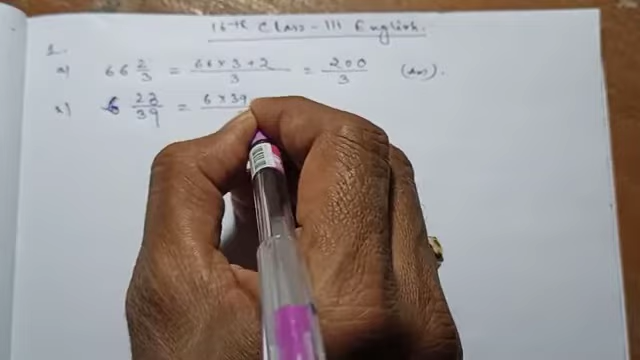 Class-III English.
1.
a) 66 2/3 = 66 x 3 + 2 / 3 = 200/3 (Ans).
6 22/39 = 6 x 39